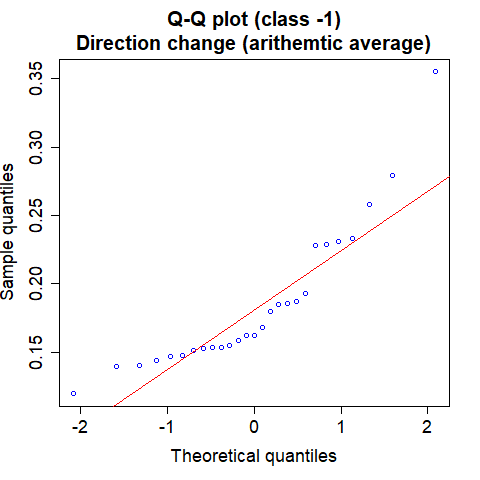 Q-Q plot (class -1)
Direction change (arithemtic average)
Sample quantiles
0.35
0.30
0.25
0.20
0.15
-2 -1 0 1 2
Theoretical quantiles